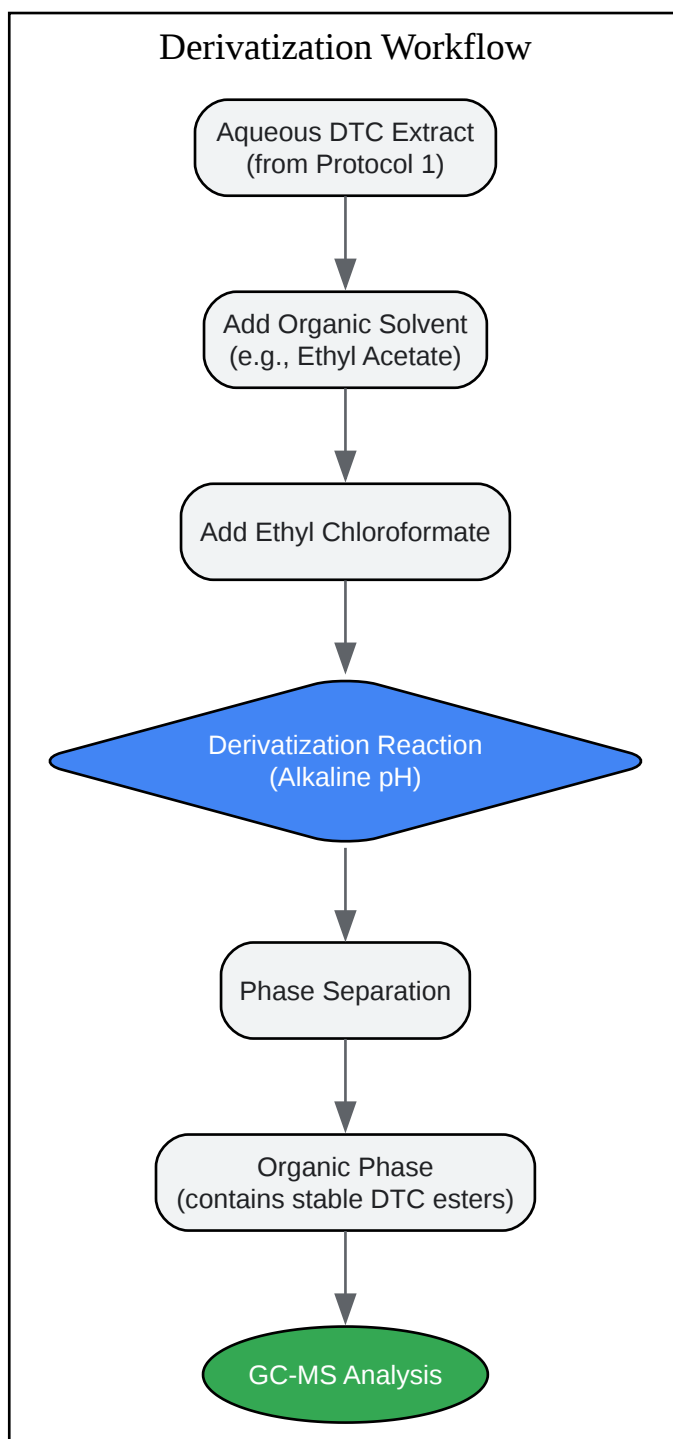 Derivatization Workflow
Aqueous DTC Extract
(from Protocol 1)
Add Organic Solvent
(e.g., Ethyl Acetate)
Add Ethyl Chloroformate
Derivatization Reaction
(Alkaline pH)
Phase Separation
Organic Phase
(contains stable DTC esters)
GC-MS Analysis